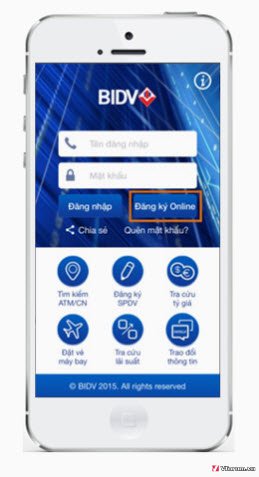 BIDV
Tên đăng nhập
Mật khẩu
Đăng nhập
Đăng ký Online
Chia sẻ
Quên mật khẩu?
Tìm kiếm
ATM/CN
Đăng ký
SPDV
Tra cứu
tỷ giá
Đặt vé
máy bay
Tra cứu
lãi suất
Trao đổi
thông tin
© BIDV 2015. All rights reserved
Vforum.vn